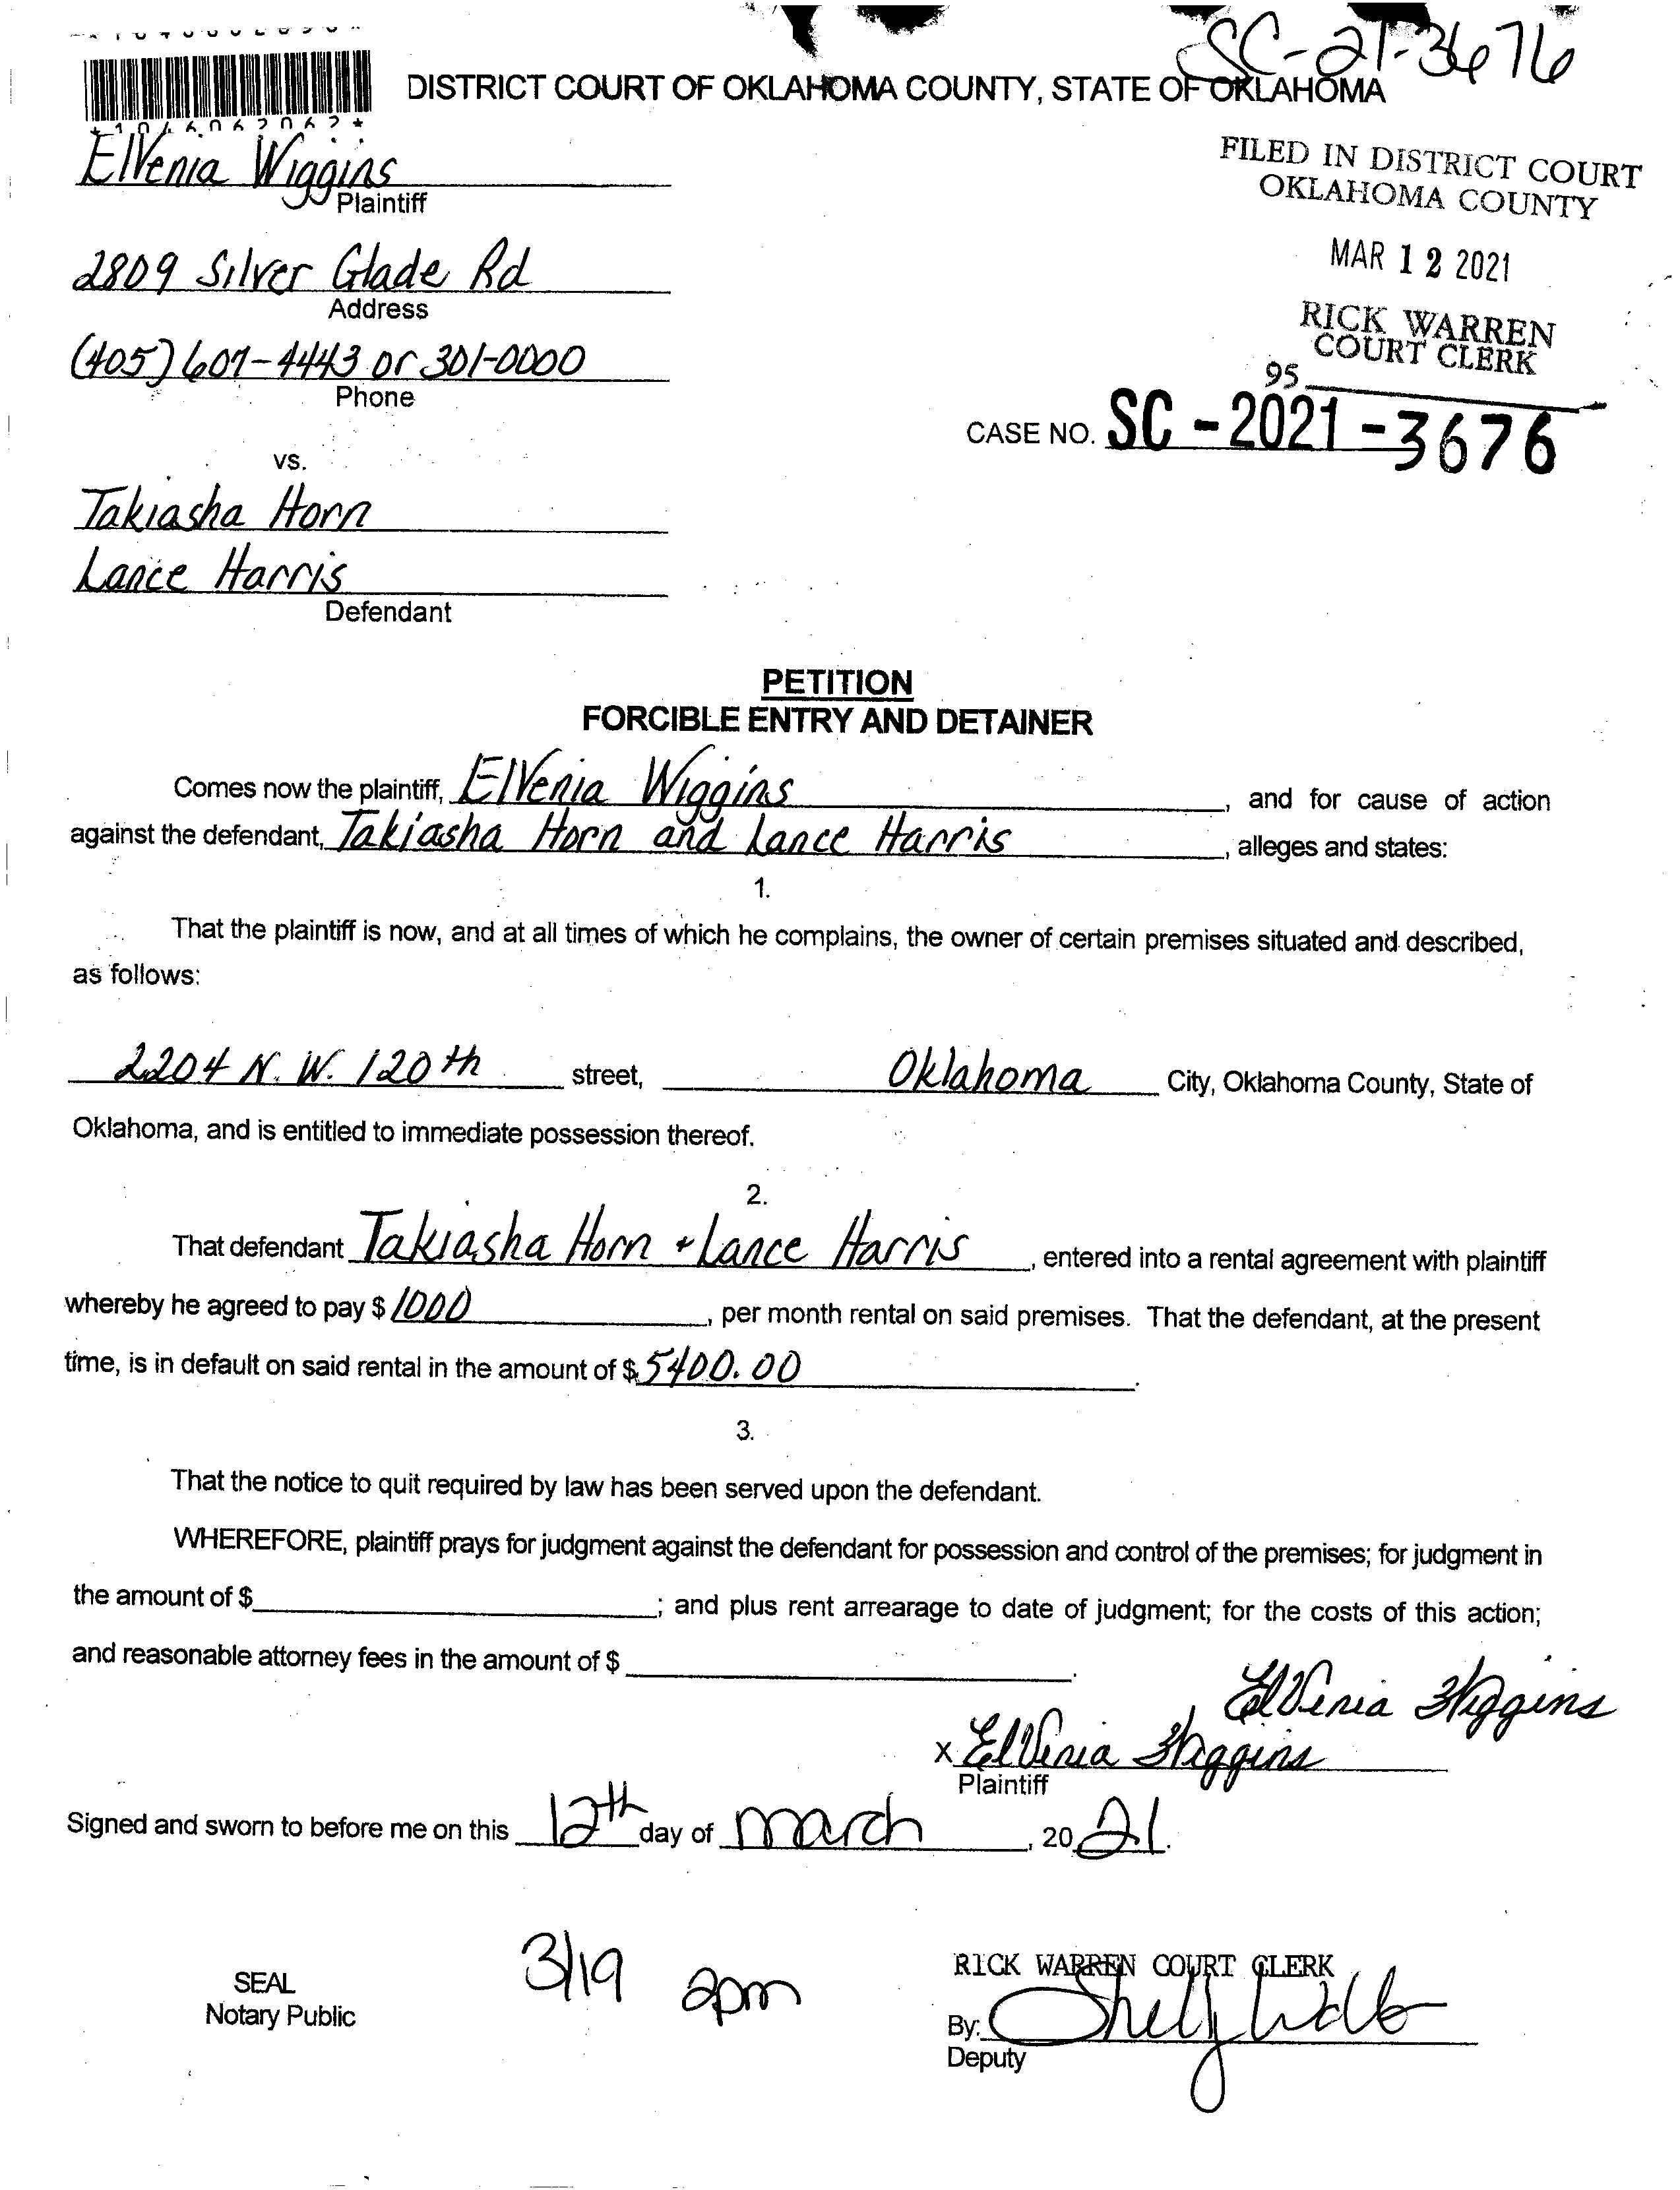 SC-21-3676
DISTRICT COURT OF OKLAHOMA COUNTY, STATE OF OKLAHOMA
*1046062062*
ElVenia Wiggins
Plaintiff
FILED IN DISTRICT COURT
OKLAHOMA COUNTY
2809 Silver Glade Rd
Address
MAR 12 2021
(405) 607-4443 or 301-0000
Phone
RICK WARREN
COURT CLERK
95
CASE NO. SC-2021-3676
vs.
Takiasha Horn
Lance Harris
Defendant
PETITION
FORCIBLE ENTRY AND DETAINER
Comes now the plaintiff, ElVenia Wiggins, and for cause of action
against the defendant, Takiasha Horn and Lance Harris, alleges and states:
1.
That the plaintiff is now, and at all times of which he complains, the owner of certain premises situated and described,
as follows:
2204 N.W. 120th street, Oklahoma City, Oklahoma County, State of
Oklahoma, and is entitled to immediate possession thereof.
2.
That defendant Takiasha Horn + Lance Harris, entered into a rental agreement with plaintiff
whereby he agreed to pay $ 1000, per month rental on said premises. That the defendant, at the present
time, is in default on said rental in the amount of $ 5400.00.
3.
That the notice to quit required by law has been served upon the defendant.
WHEREFORE, plaintiff prays for judgment against the defendant for possession and control of the premises; for judgment in
the amount of $ ; and plus rent arrearage to date of judgment; for the costs of this action;
and reasonable attorney fees in the amount of $ .
ElVenia Wiggins
x ElVenia Wiggins
Plaintiff
Signed and sworn to before me on this 12th day of march, 20 21.
3/19 2pm
RICK WARREN COURT CLERK
SEAL
Notary Public
By:
Deputy